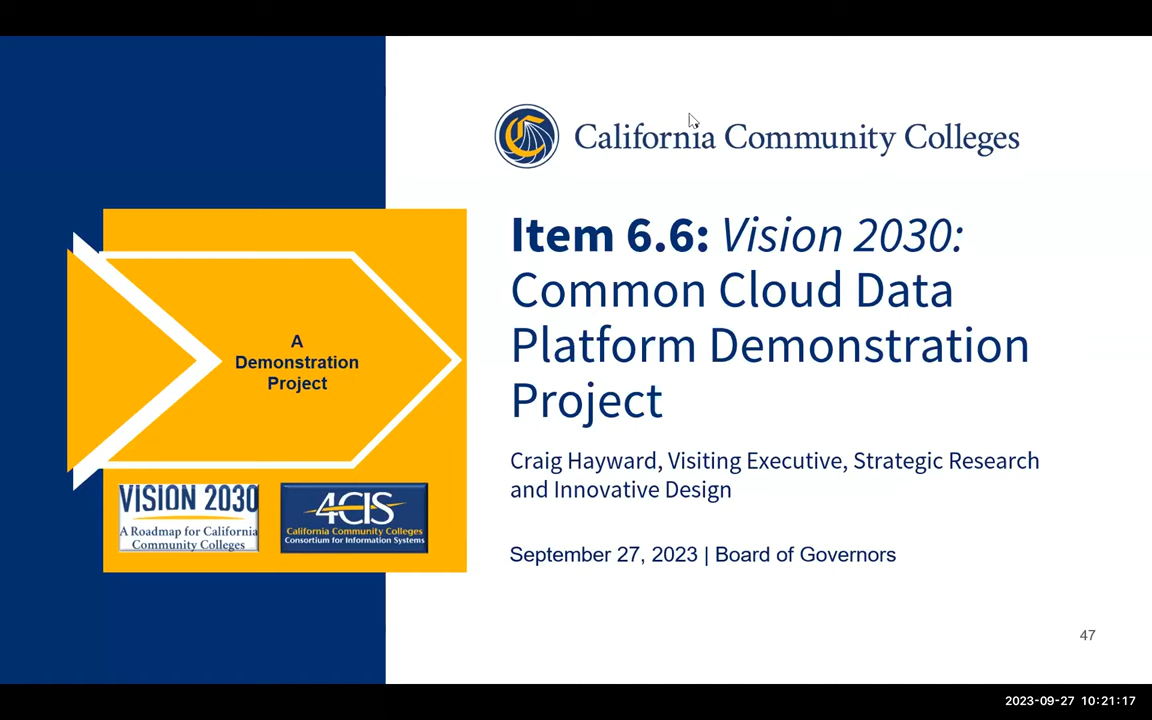 California Community Colleges
Item 6.6: Vision 2030:
Common Cloud Data
Platform Demonstration
Project
Craig Hayward, Visiting Executive, Strategic Research
and Innovative Design
September 27, 2023 | Board of Governors
A
Demonstration
Project
VISION 2030
A Roadmap for California
Community Colleges
4CIS
California Community Colleges
Consortium for Information Systems
47
2023-09-27 10:21:17